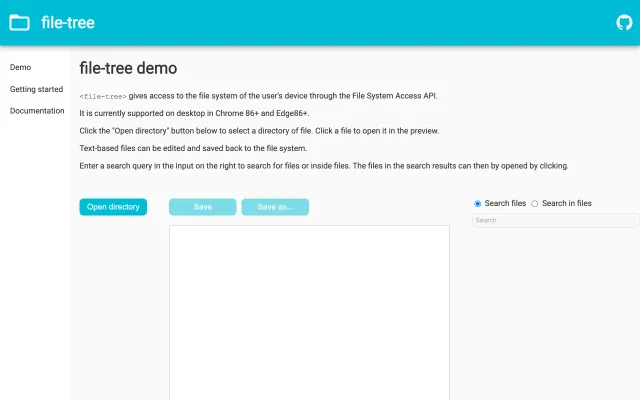 file-tree
Demo
Getting started
Documentation
file-tree demo
<file-tree> gives access to the file system of the user's device through the File System Access API.
It is currently supported on desktop in Chrome 86+ and Edge86+.
Click the "Open directory" button below to select a directory of file. Click a file to open it in the preview.
Text-based files can be edited and saved back to the file system.
Enter a search query in the input on the right to search for files or inside files. The files in the search results can then by opened by clicking.
Open directory
Save
Save as...
Search files
Search in files
Search